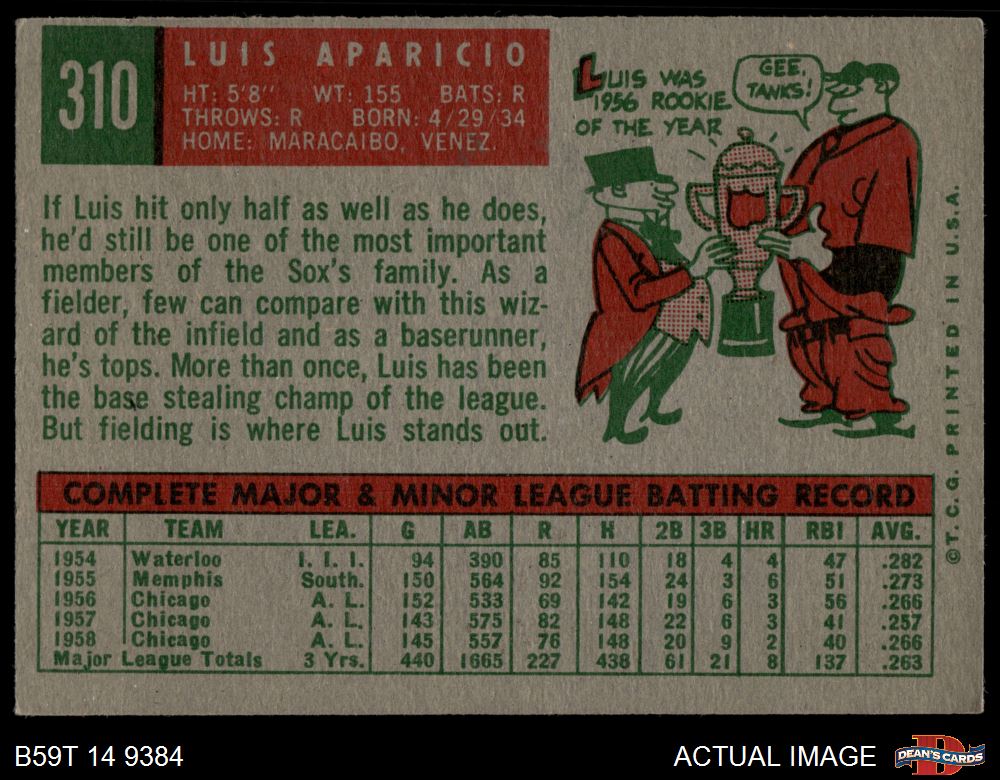 310
LUIS APARICIO
HT: 5'8" WT: 155 BATS: R
THROWS: R BORN: 4/29/34
HOME: MARACAIBO, VENEZ.
LUIS WAS
1956 ROOKIE
OF THE YEAR
GEE,
TANKS!
If Luis hit only half as well as he does,
he'd still be one of the most important
members of the Sox's family. As a
fielder, few can compare with this wiz-
ard of the infield and as a baserunner,
he's tops. More than once, Luis has been
the base stealing champ of the league.
But fielding is where Luis stands out.
COMPLETE MAJOR & MINOR LEAGUE BATTING RECORD
YEAR TEAM LEA. G AB R H 2B 3B HR RBI AVG.
1954 Waterloo I. I. I. 94 390 85 110 18 4 4 47 .282
1955 Memphis South. 150 564 92 154 24 3 6 51 .273
1956 Chicago A. L. 152 533 69 142 19 6 3 56 .266
1957 Chicago A. L. 143 575 82 148 22 6 3 41 .257
1958 Chicago A. L. 145 557 76 148 20 9 2 40 .266
Major League Totals 3 Yrs. 440 1665 227 438 61 21 8 137 .263
©T.C.G. PRINTED IN U.S.A.
B59T 14 9384
ACTUAL IMAGE
DEAN'S CARDS